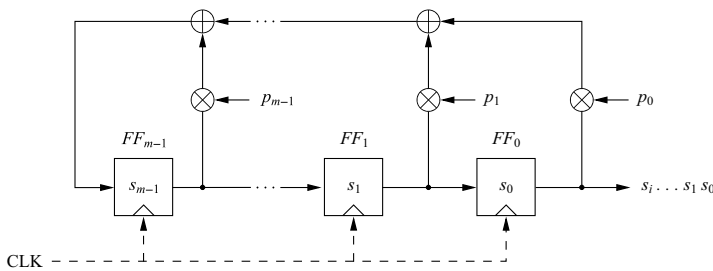 · · ·
p_{m-1} p_1 p_0
FF_{m-1} FF_1 FF_0
s_{m-1} · · · s_1 s_0 s_i . . . s_1 s_0
CLK